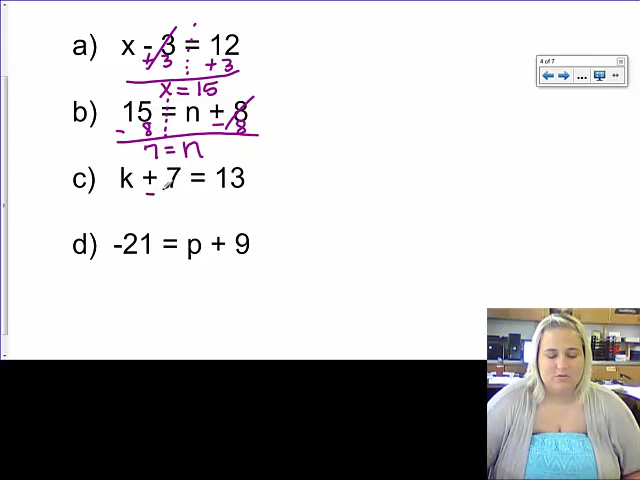 a) x - 3 = 12
+ 3 + 3
x = 15
b) 15 = n + 8
- 8 - 8
7 = n
c) k + 7 = 13
-
d) -21 = p + 9
4 of 7
...